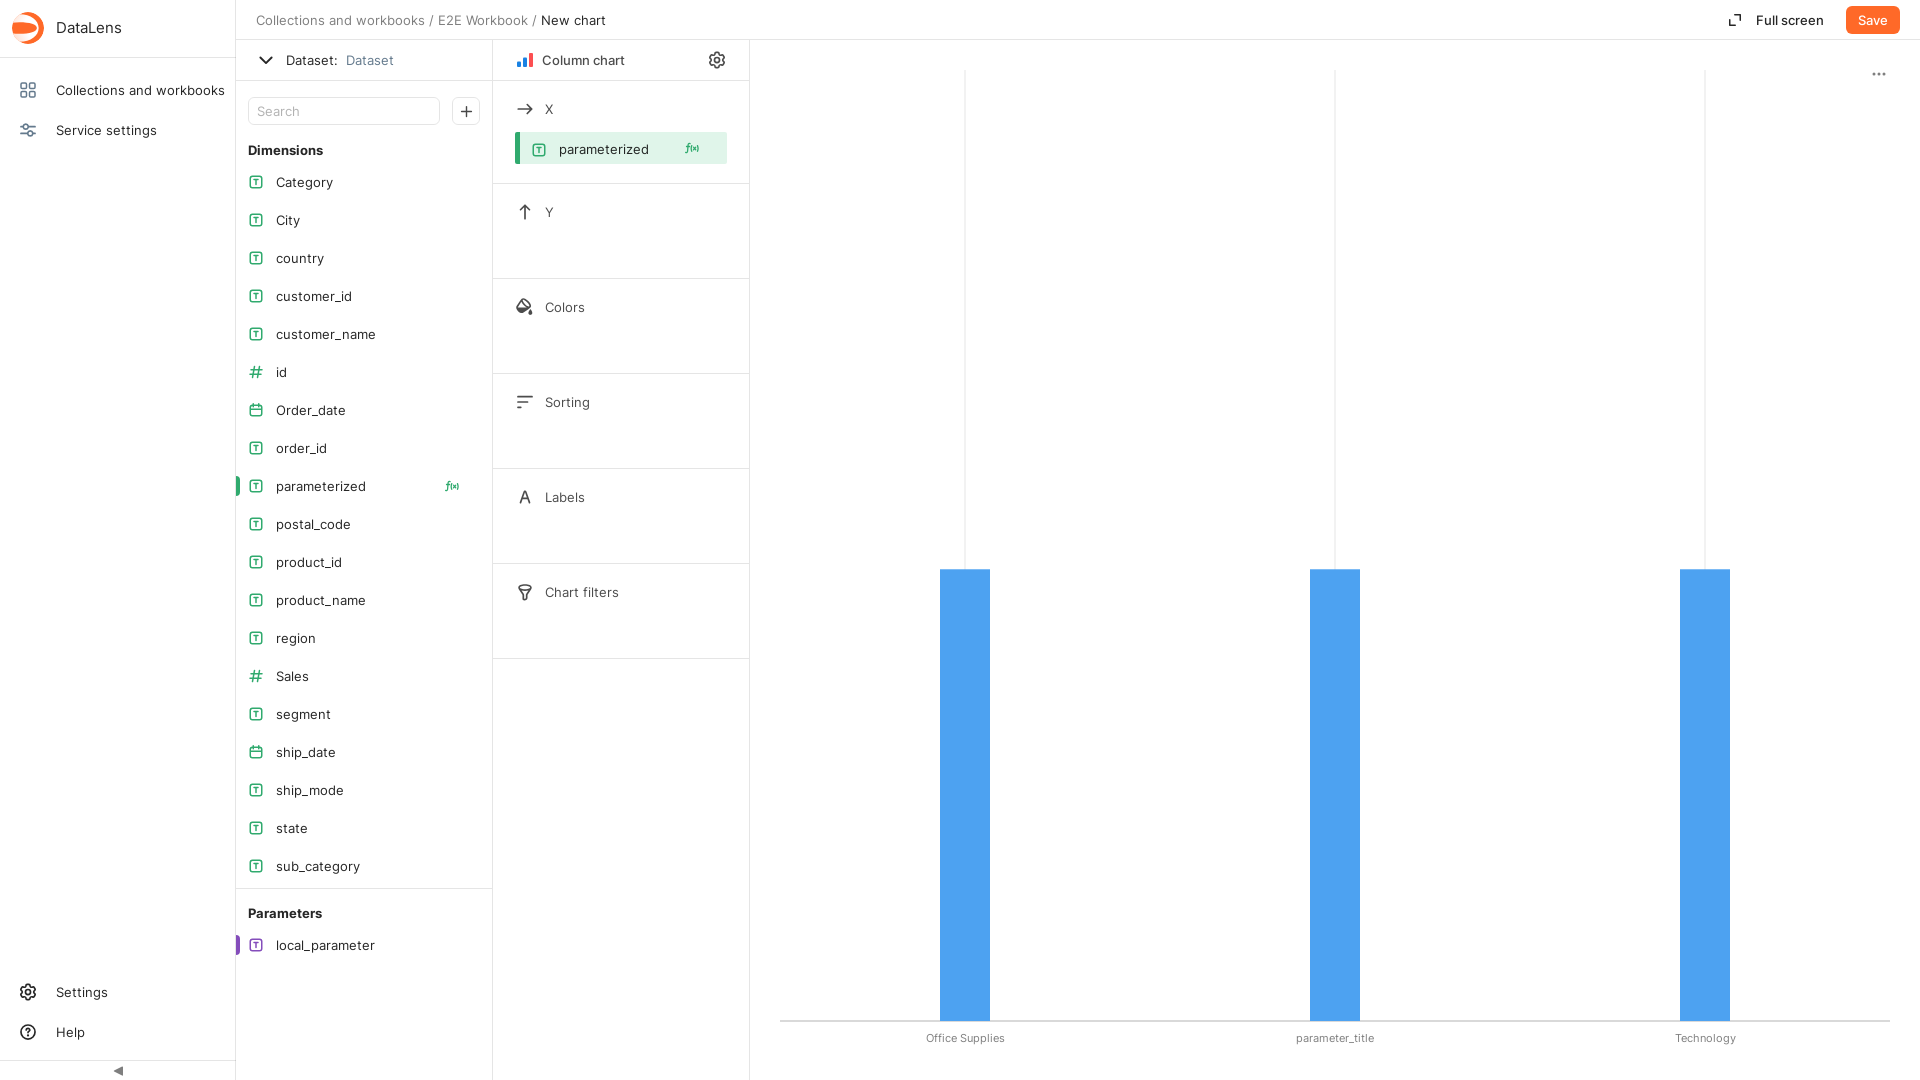 DataLens
Collections and workbooks
Service settings
Settings
Help
Collections and workbooks / E2E Workbook / New chart
Full screen
Save
Dataset: Dataset
Search
Dimensions
Category
City
country
customer_id
customer_name
id
Order_date
order_id
parameterized
postal_code
product_id
product_name
region
Sales
segment
ship_date
ship_mode
state
sub_category
Parameters
local_parameter
Column chart
X
parameterized
Y
Colors
Sorting
Labels
Chart filters
Office Supplies
parameter_title
Technology